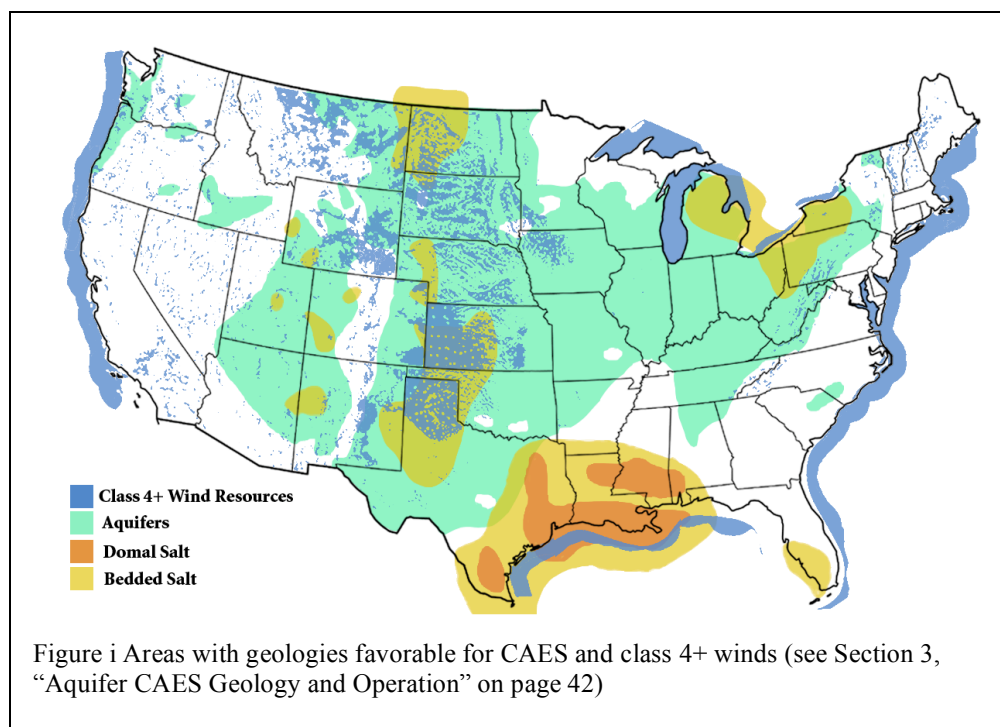 Class 4+ Wind Resources
Aquifers
Domal Salt
Bedded Salt
Figure i Areas with geologies favorable for CAES and class 4+ winds (see Section 3,
“Aquifer CAES Geology and Operation” on page 42)